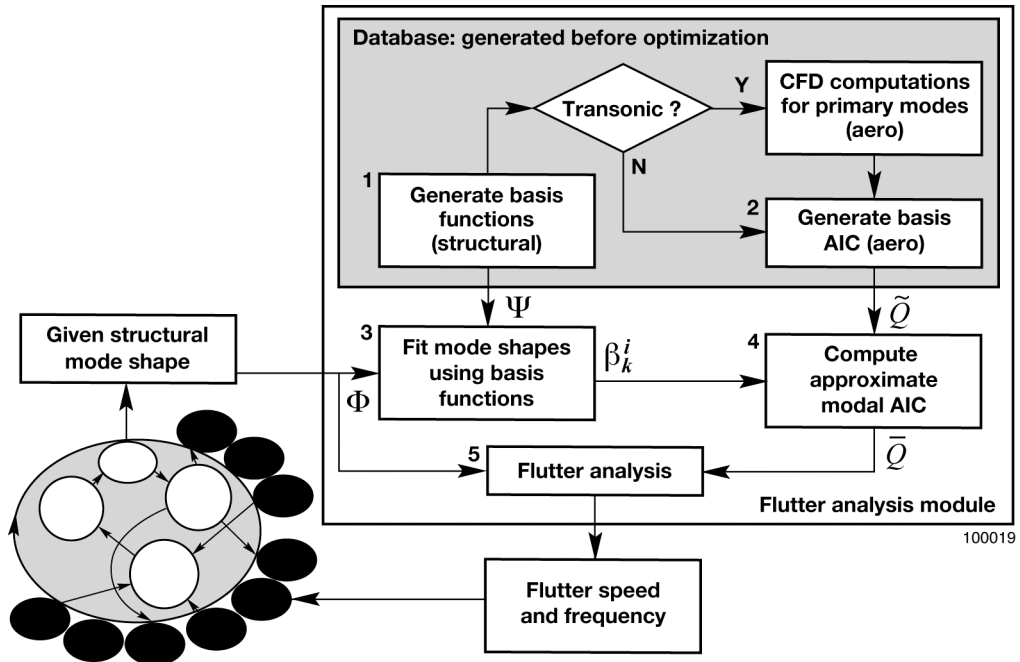 Database: generated before optimization
Transonic ?
Y
CFD computations
for primary modes
(aero)
N
1
Generate basis
functions
(structural)
2
Generate basis
AIC (aero)
Ψ
Q̃
Given structural
mode shape
3
Fit mode shapes
using basis
functions
β_k^i
4
Compute
approximate
modal AIC
Φ
5
Flutter analysis
Q̅
Flutter analysis module
100019
Flutter speed
and frequency